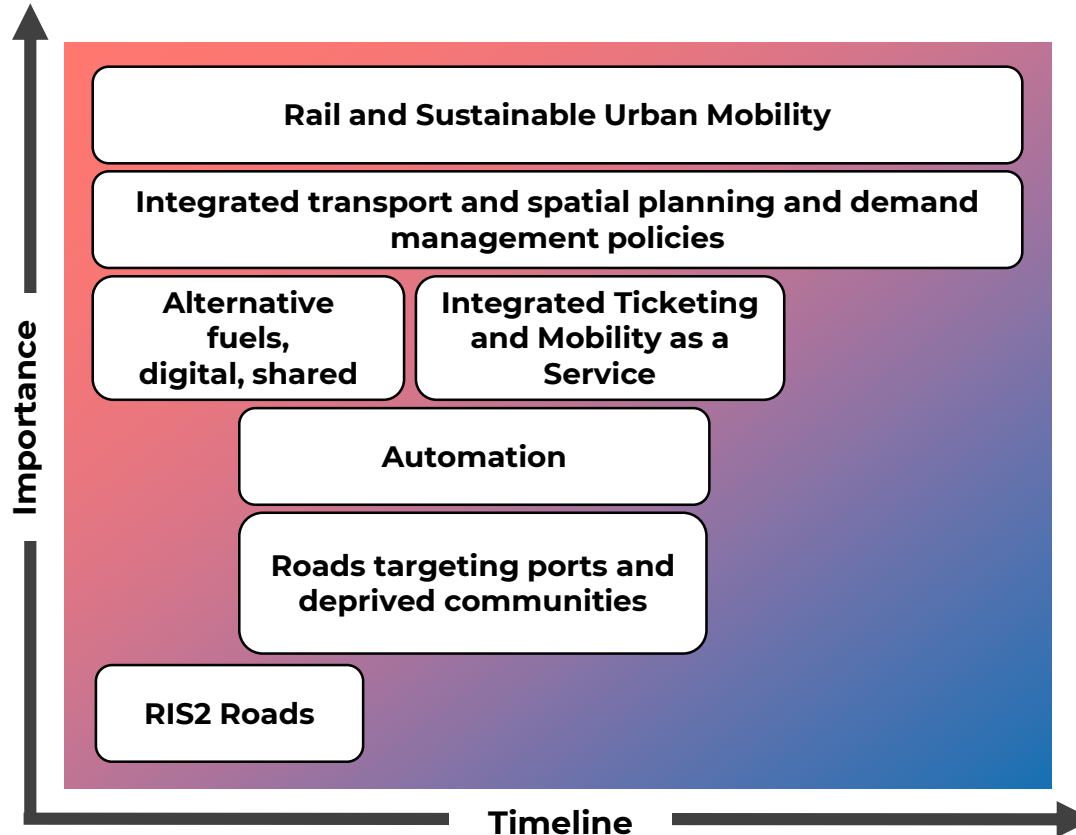 Rail and Sustainable Urban Mobility
Integrated transport and spatial planning and demand
management policies
Alternative
fuels,
digital, shared
Integrated Ticketing
and Mobility as a
Service
Automation
Roads targeting ports and
deprived communities
RIS2 Roads
Importance
Timeline